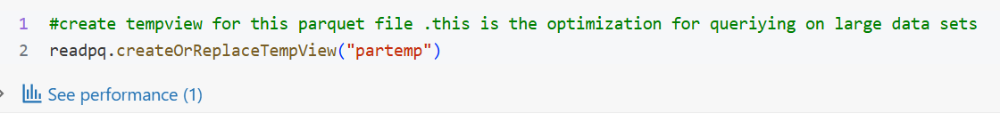 1 #create tempview for this parquet file .this is the optimization for queriying on large data sets
2 readpq.createOrReplaceTempView("partemp")
See performance (1)